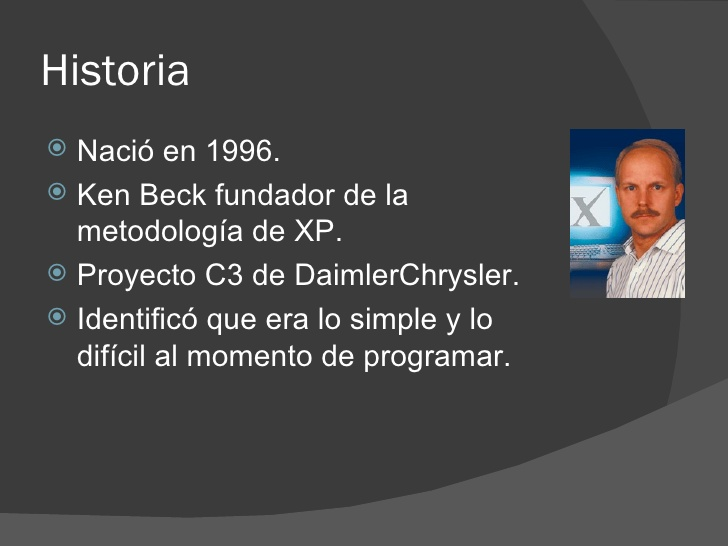 Historia
Nació en 1996.
Ken Beck fundador de la
metodología de XP.
Proyecto C3 de DaimlerChrysler.
Identificó que era lo simple y lo
difícil al momento de programar.
X